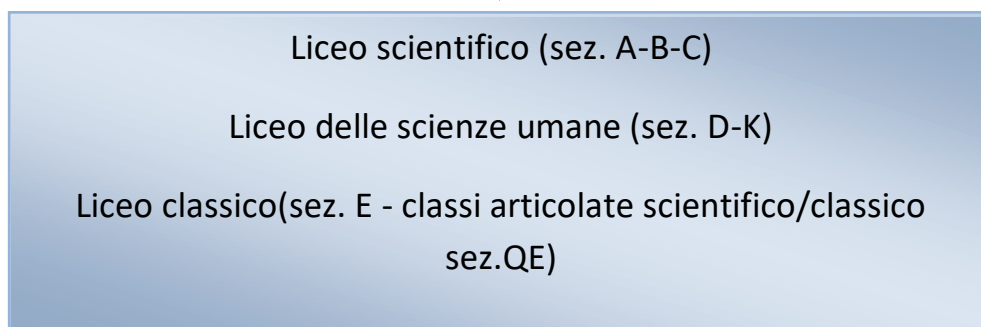 Liceo scientifico (sez. A-B-C)
Liceo delle scienze umane (sez. D-K)
Liceo classico(sez. E - classi articolate scientifico/classico
sez.QE)